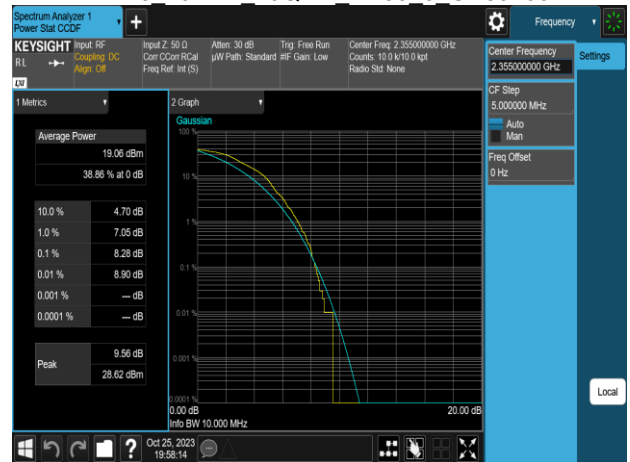 Spectrum Analyzer 1
Power Stat CCDF
Frequency
KEYSIGHT
R L
LXI
Input: RF
Coupling: DC
Align: Off
Input Z: 50 Ω
Corr CCorr RCal
Freq Ref: Int (S)
Atten: 30 dB
µW Path: Standard
Trig: Free Run
#IF Gain: Low
Center Freq: 2.355000000 GHz
Counts: 10.0 k/10.0 kpt
Radio Std: None
Center Frequency
2.355000000 GHz
Settings
CF Step
5.000000 MHz
Auto
Man
Freq Offset
0 Hz
1 Metrics
Average Power
19.06 dBm
38.86 % at 0 dB
10.0 % 4.70 dB
1.0 % 7.05 dB
0.1 % 8.28 dB
0.01 % 8.90 dB
0.001 % --- dB
0.0001 % --- dB
Peak
9.56 dB
28.62 dBm
2 Graph
Gaussian
100 %
10 %
1 %
0.1 %
0.01 %
0.001 %
0.0001 %
0.00 dB 20.00 dB
Info BW 10.000 MHz
Local
?
Oct 25, 2023
19:58:14